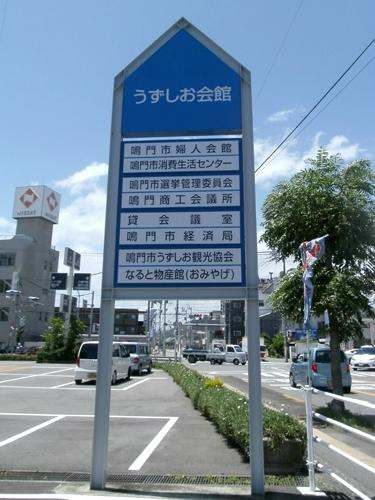 うずしお会館
鳴門市婦人会館
鳴門市消費生活センター
鳴門市選挙管理委員会
鳴門商工会議所
貸会議室
鳴門市経済局
鳴門市うずしお観光協会
なると物産館(おみやげ)